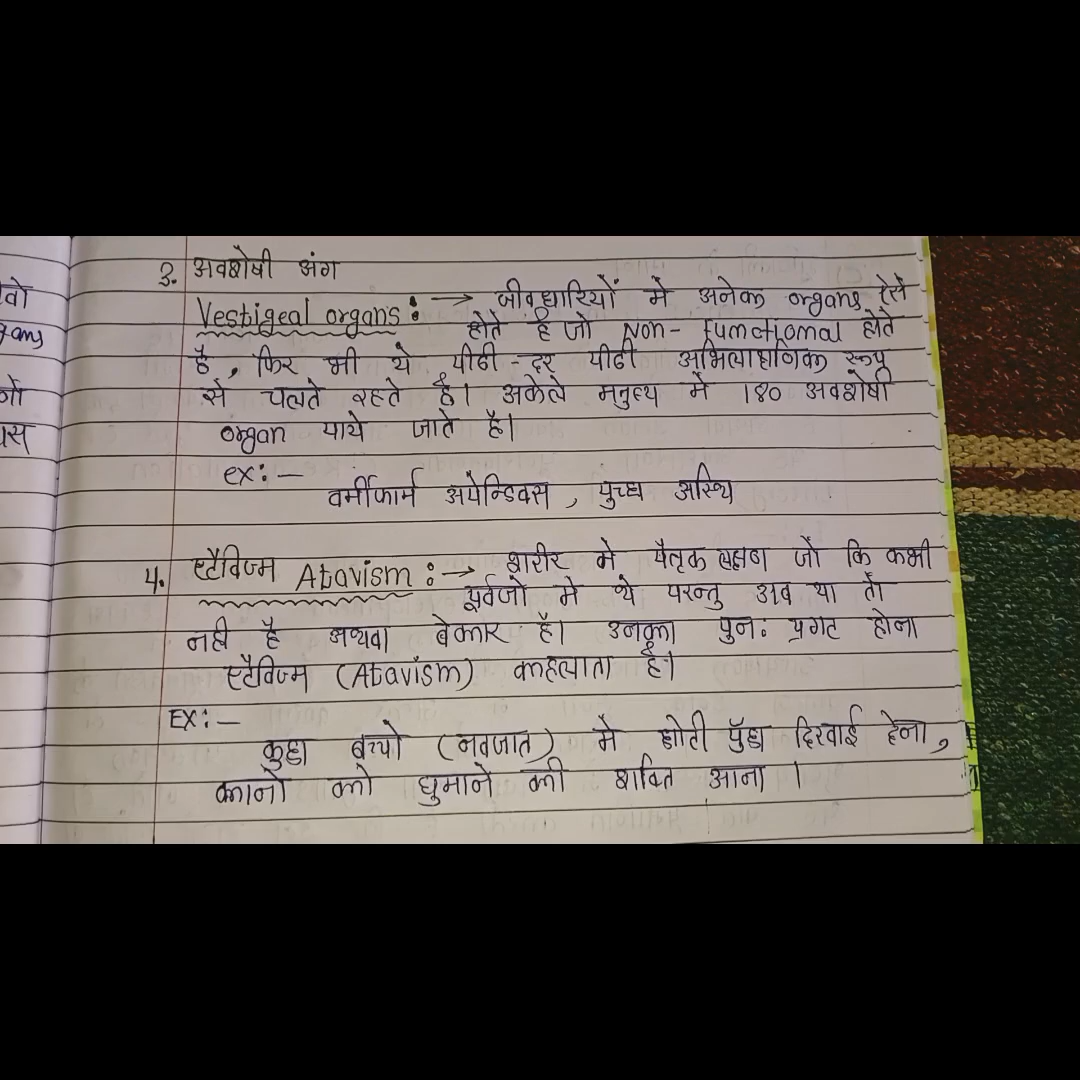 3. अवशेषी अंग
Vestigeal organs : → जीवधारियों मे अनेक organs ऐसे
होते है जो Non- functional होते
है, फिर भी ये पीढी - दर पीढी अभिलाक्षणिक रूप
से चलते रहते है। अकेले मनुष्य में 180 अवशेषी
organ पाये जाते है।
ex: –
वर्मीफार्म अपेन्डिक्स , पुच्छ अस्थि
4. एटैविज्म Atavism : → शरीर मे पैतृक लक्षण जो कि कभी
पूर्वजो मे थे परन्तु अब या तो
नही है अथवा बेकार है। उनका पुन: प्रगट होना
एटैविज्म (Atavism) कहलाता है।
EX: –
कुछ बच्चो (नवजात) मे छोटी पुँछ दिखाई देना,
कानो को घुमाने की शक्ति आना ।